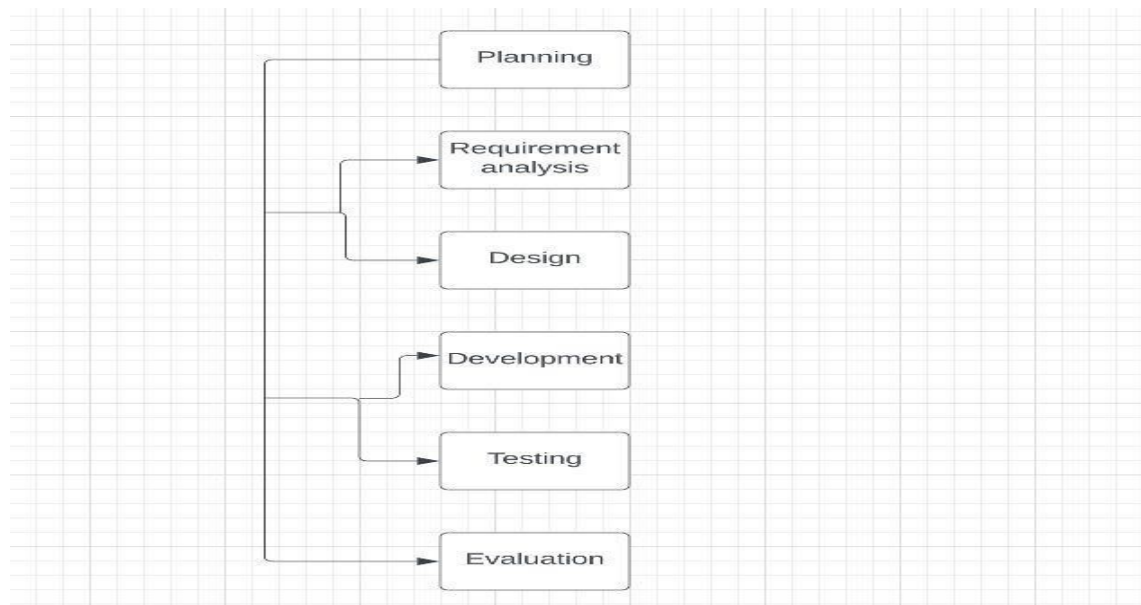 Planning
Requirement
analysis
Design
Development
Testing
Evaluation